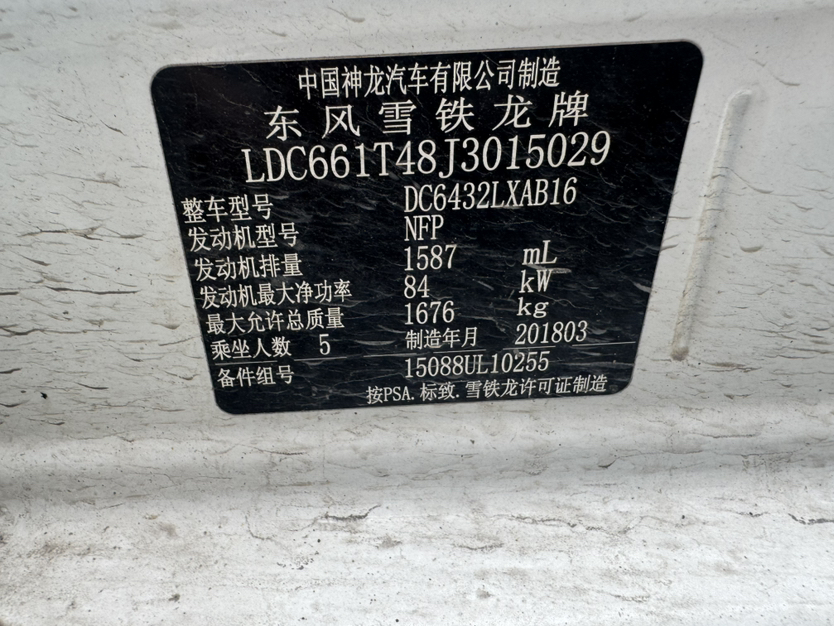 中国神龙汽车有限公司制造
东风雪铁龙牌
LDC661T48J3015029
整车型号 DC6432LXAB16
发动机型号 NFP
发动机排量 1587 mL
发动机最大净功率 84 kW
最大允许总质量 1676 kg
乘坐人数 5 制造年月 201803
备件组号 15088UL10255
按PSA.标致.雪铁龙许可证制造